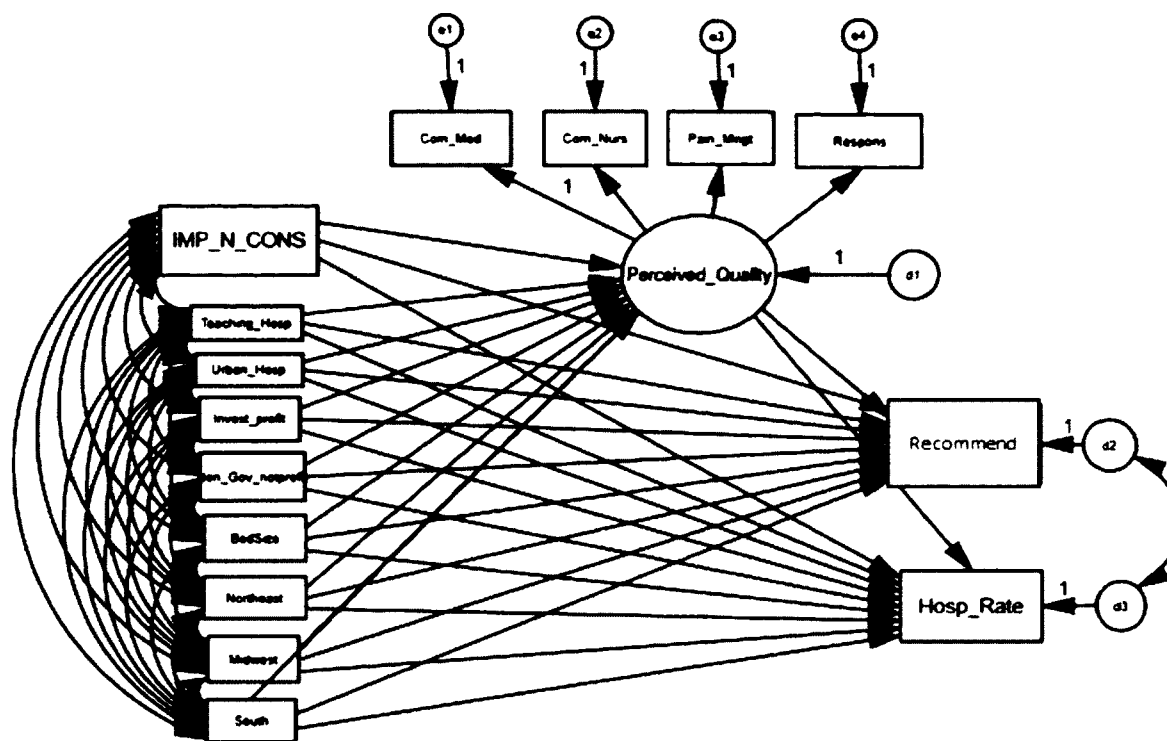 e1
e2
e3
e4
1
1
1
1
Com_Med
Com_Nurs
Pain_Mngt
Respons
1
IMP_N_CONS
Perceived_Quality
1
d1
Teaching_Hosp
Urban_Hosp
Invest_profit
on_Gov_notprofi
Recommend
1
d2
BedSize
Northeast
Hosp_Rate
1
d3
Midwest
South